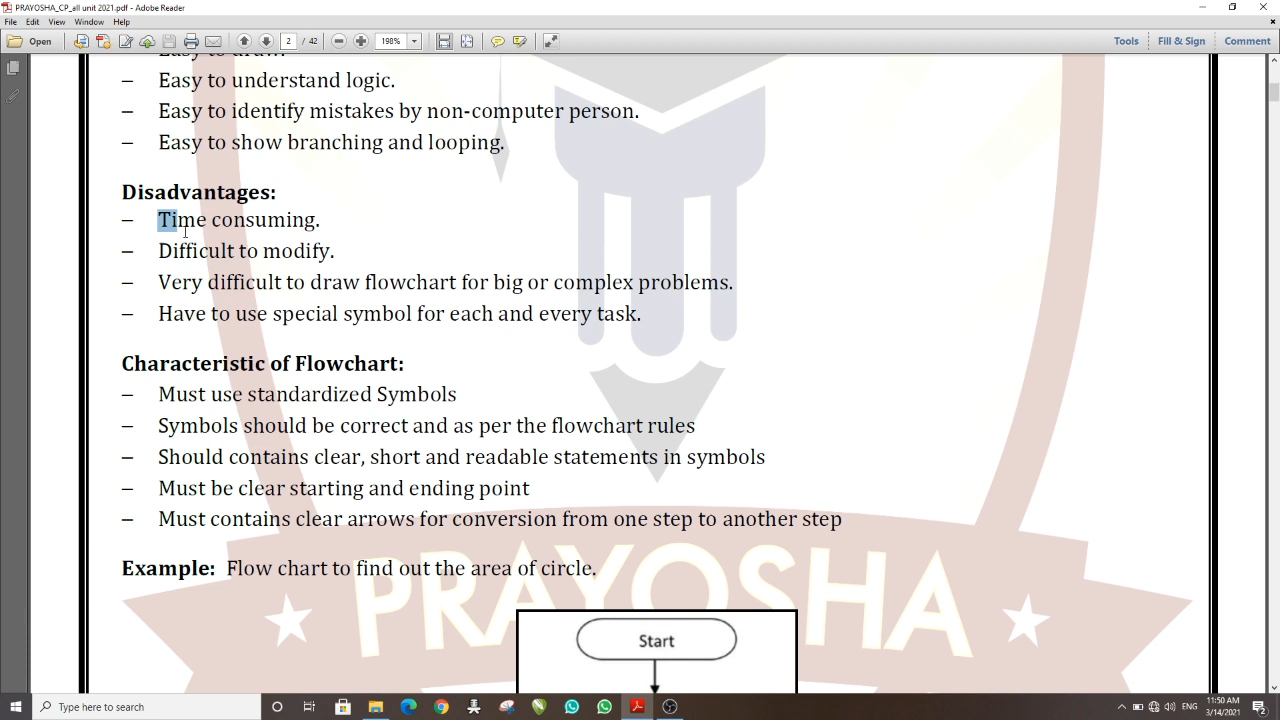 PRAYOSHA_CP_all unit 2021.pdf - Adobe Reader
File Edit View Window Help
Open 2 / 42 198% Tools Fill & Sign Comment
Easy to draw.
– Easy to understand logic.
– Easy to identify mistakes by non-computer person.
– Easy to show branching and looping.
Disadvantages:
– Time consuming.
– Difficult to modify.
– Very difficult to draw flowchart for big or complex problems.
– Have to use special symbol for each and every task.
Characteristic of Flowchart:
– Must use standardized Symbols
– Symbols should be correct and as per the flowchart rules
– Should contains clear, short and readable statements in symbols
– Must be clear starting and ending point
– Must contains clear arrows for conversion from one step to another step
Example: Flow chart to find out the area of circle.
PRAYOSHA
Start
Type here to search
ENG
11:50 AM
3/14/2021
2